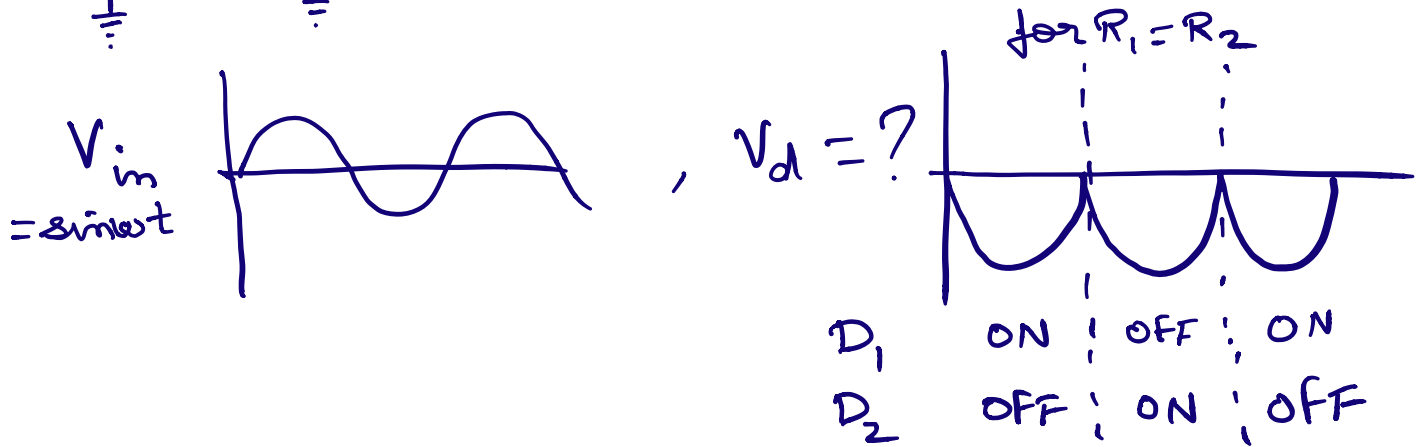 for R₁ = R₂
Vin = sinωt
, Vd = ?
D₁ ON OFF ON
D₂ OFF ON OFF